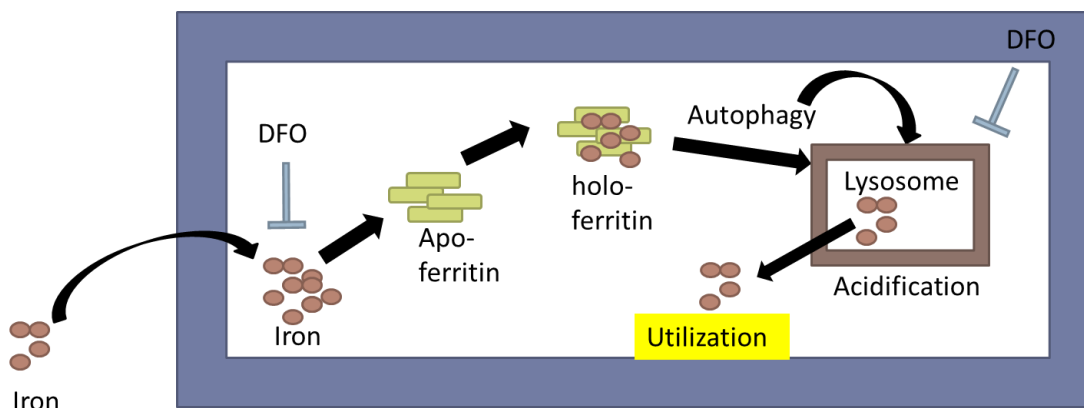 DFO
DFO
Autophagy
Lysosome
holo-
ferritin
Apo-
ferritin
Acidification
Iron
Utilization
Iron